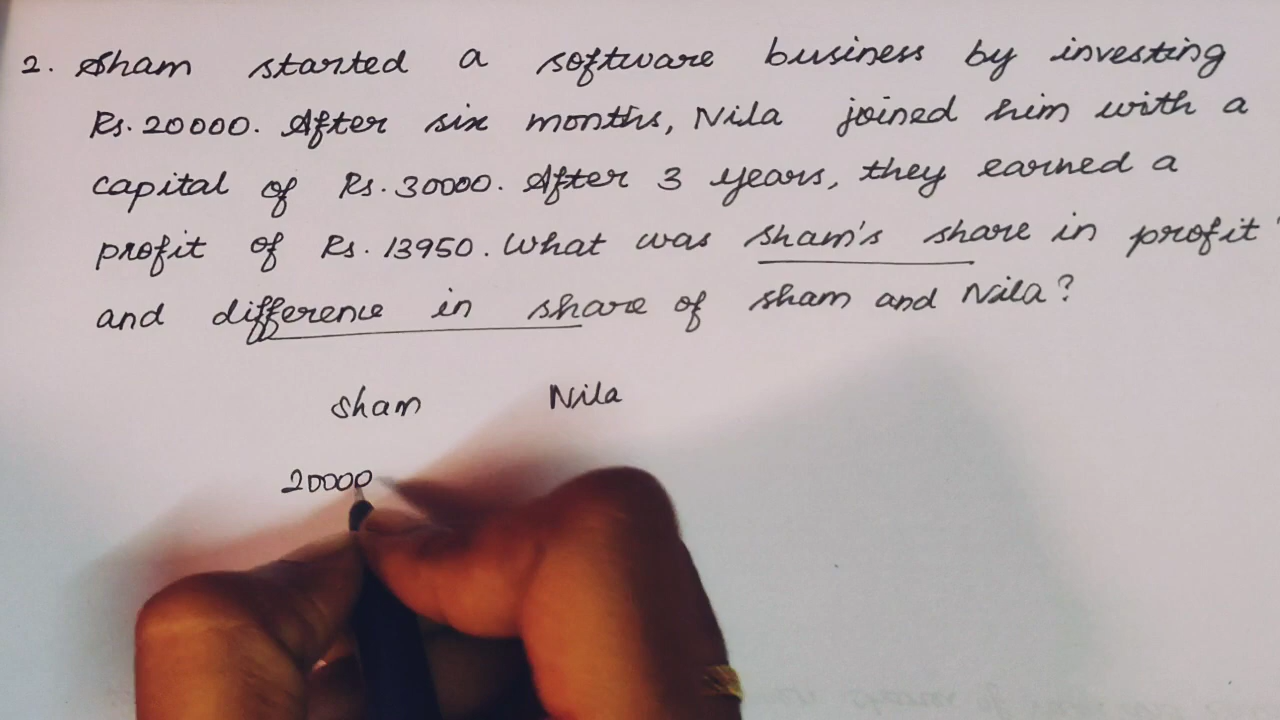 2. Sham started a software business by investing
Rs. 20000. After six months, Nila joined him with a
capital of Rs. 30000. After 3 years, they earned a
profit of Rs. 13950. What was sham's share in profit
and difference in share of sham and Nila?
Sham Nila
20000